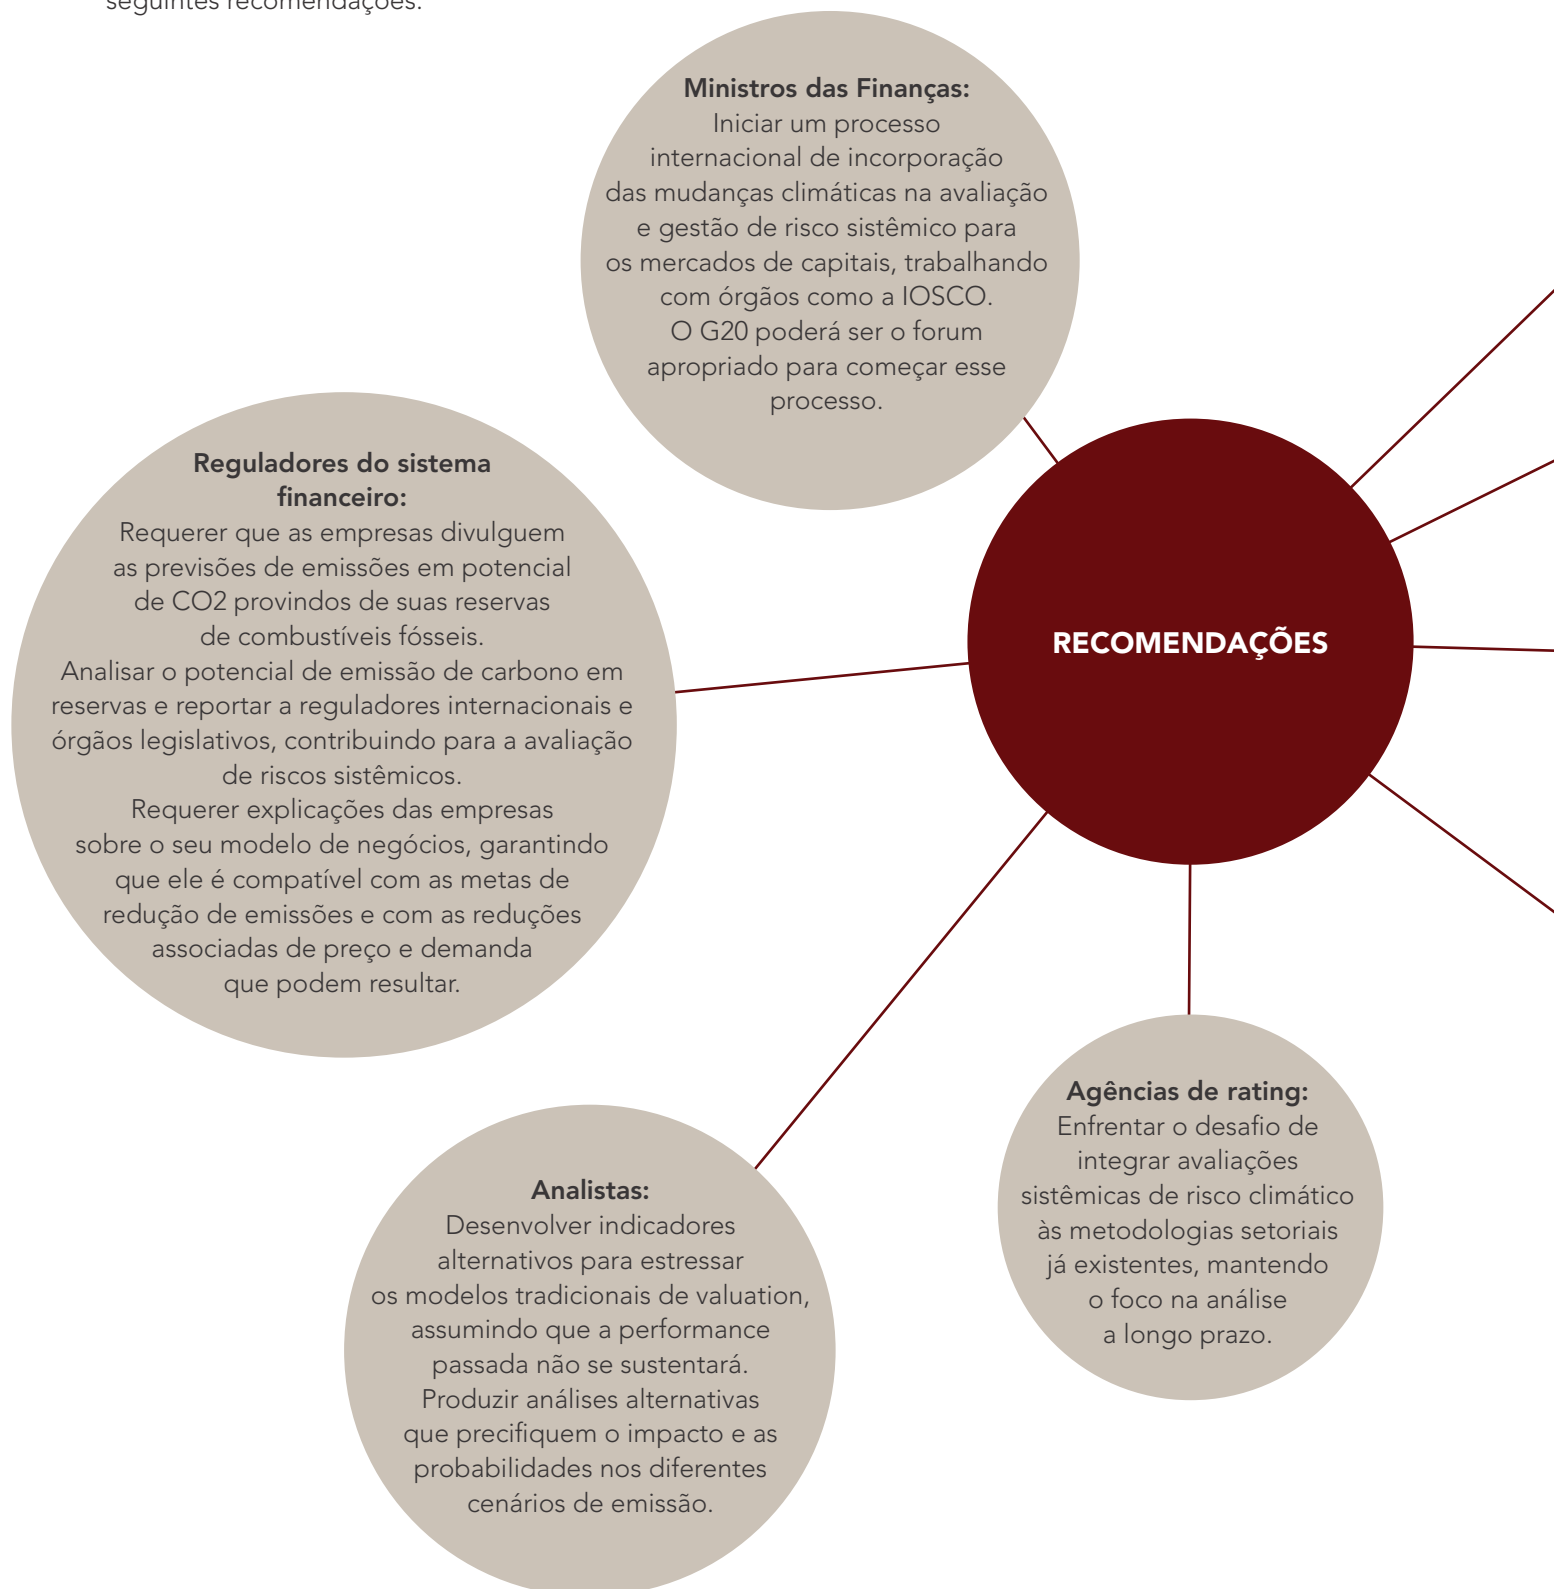 seguintes recomendações:
Ministros das Finanças:
Iniciar um processo
internacional de incorporação
das mudanças climáticas na avaliação
e gestão de risco sistêmico para
os mercados de capitais, trabalhando
com órgãos como a IOSCO.
O G20 poderá ser o forum
apropriado para começar esse
processo.
Reguladores do sistema
financeiro:
Requerer que as empresas divulguem
as previsões de emissões em potencial
de CO2 provindos de suas reservas
de combustíveis fósseis.
Analisar o potencial de emissão de carbono em
reservas e reportar a reguladores internacionais e
órgãos legislativos, contribuindo para a avaliação
de riscos sistêmicos.
Requerer explicações das empresas
sobre o seu modelo de negócios, garantindo
que ele é compatível com as metas de
redução de emissões e com as reduções
associadas de preço e demanda
que podem resultar.
RECOMENDAÇÕES
Analistas:
Desenvolver indicadores
alternativos para estressar
os modelos tradicionais de valuation,
assumindo que a performance
passada não se sustentará.
Produzir análises alternativas
que precifiquem o impacto e as
probabilidades nos diferentes
cenários de emissão.
Agências de rating:
Enfrentar o desafio de
integrar avaliações
sistêmicas de risco climático
às metodologias setoriais
já existentes, mantendo
o foco na análise
a longo prazo.